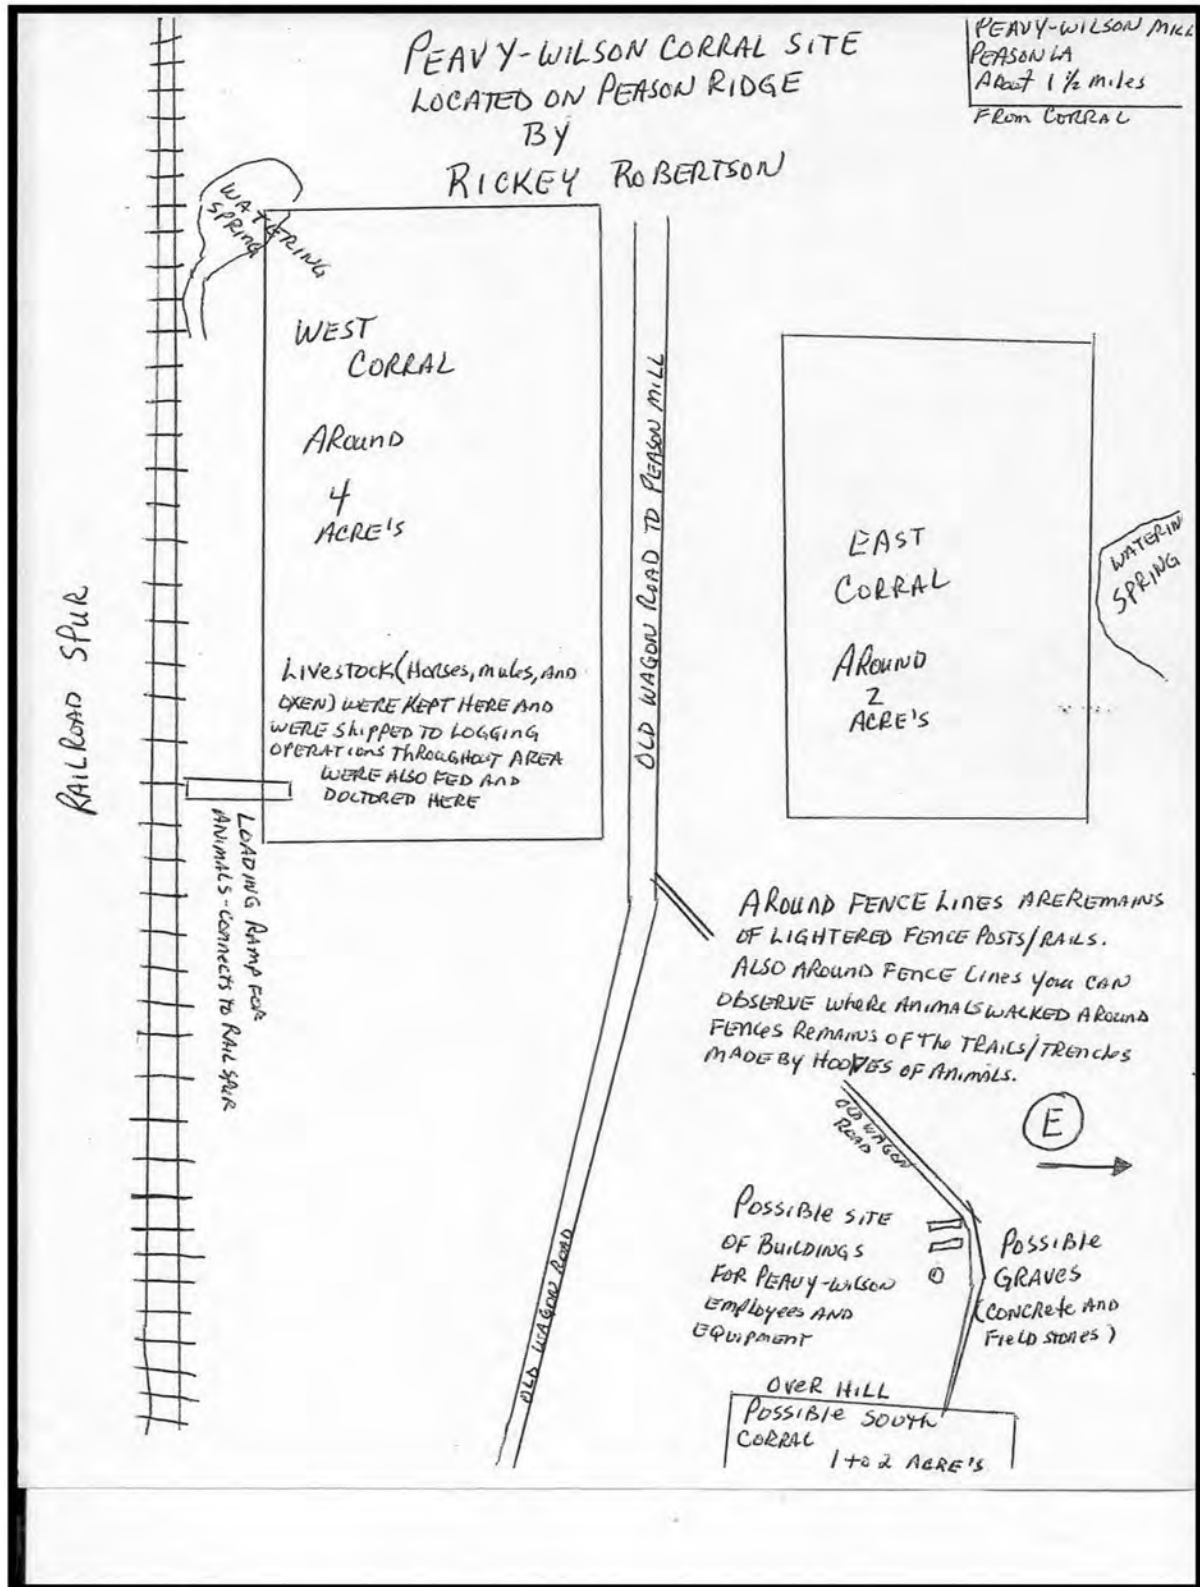 PEAVY-WILSON CORRAL SITE
LOCATED ON PEASON RIDGE
BY
RICKEY ROBERTSON
PEAVY-WILSON MILL
PEASON LA
About 1 1/2 miles
FROM CORRAL
WATERING
SPRING
WEST
CORRAL
AROUND
4
ACRE'S
LIVESTOCK (HORSES, MULES, AND
OXEN) WERE KEPT HERE AND
WERE SHIPPED TO LOGGING
OPERATIONS THROUGHOUT AREA
WERE ALSO FED AND
DOCTORED HERE
RAILROAD SPUR
LOADING RAMP FOR
ANIMALS - CONNECTS TO RAIL SPUR
OLD WAGON ROAD TO PEASON MILL
EAST
CORRAL
AROUND
2
ACRE'S
WATERIN
SPRING
AROUND FENCE LINES ARE REMAINS
OF LIGHTERED FENCE POSTS/RAILS.
ALSO AROUND FENCE LINES YOU CAN
OBSERVE WHERE ANIMALS WALKED AROUND
FENCES REMAINS OF THE TRAILS/TRENCHES
MADE BY HOOVES OF ANIMALS.
E
OLD WAGON
ROAD
POSSIBLE SITE
OF BUILDINGS
FOR PEAVY-WILSON
EMPLOYEES AND
EQUIPMENT
POSSIBLE
GRAVES
(CONCRETE AND
FIELD STONES)
OLD WAGON ROAD
OVER HILL
POSSIBLE SOUTH
CORRAL
1 to 2 ACRE'S